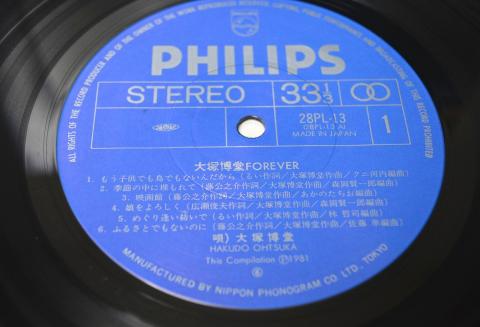 PHILIPS
STEREO 33 1/3
28PL-13
(28PL-13 A)
MADE IN JAPAN
1
大塚博堂FOREVER
1. もう子供でも鳥でもないんだから(るい作詞/大塚博堂作曲/クニ河内編曲)
2. 季節の中に埋もれて(藤公之介作詞/大塚博堂作曲/森岡賢一郎編曲)
3. 映画館(藤公之介作詞/大塚博堂作曲/あかのたちお編曲)
4. 娘をよろしく(広瀬俊夫作詞/大塚博堂作曲/森岡賢一郎編曲)
5. めぐり逢い紡いで(るい作詞/大塚博堂作曲/林 哲司編曲)
6. ふるさとでもないのに(藤公之介作詞/大塚博堂作曲/佐藤 準編曲)
唄)大塚博堂
HAKUDO OHTSUKA
This Compilation Ⓟ1981
MANUFACTURED BY NIPPON PHONOGRAM CO. LTD., TOKYO
ALL RIGHTS OF THE RECORD PRODUCER AND OF THE OWNER OF THE WORK REPRODUCED RESERVED. COPYING, PUBLIC PERFORMANCE AND BROADCASTING OF THE RECORD PROHIBITED